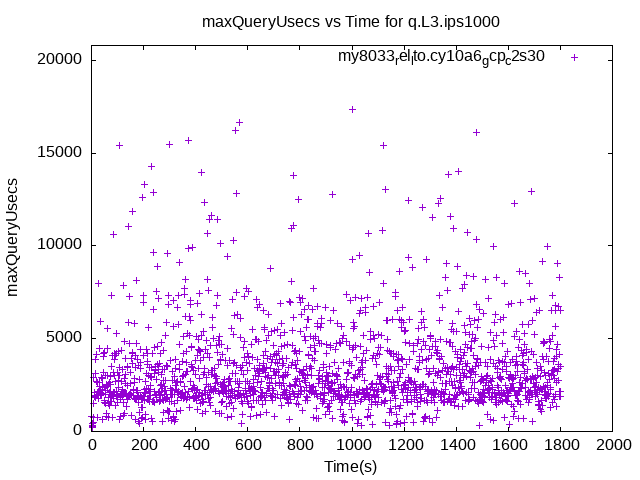 maxQueryUsecs vs Time for q.L3.ips1000
my8033_rel_lto.cy10a6_gcp_c2s30
20000
15000
10000
5000
0
maxQueryUsecs
0 200 400 600 800 1000 1200 1400 1600 1800 2000
Time(s)